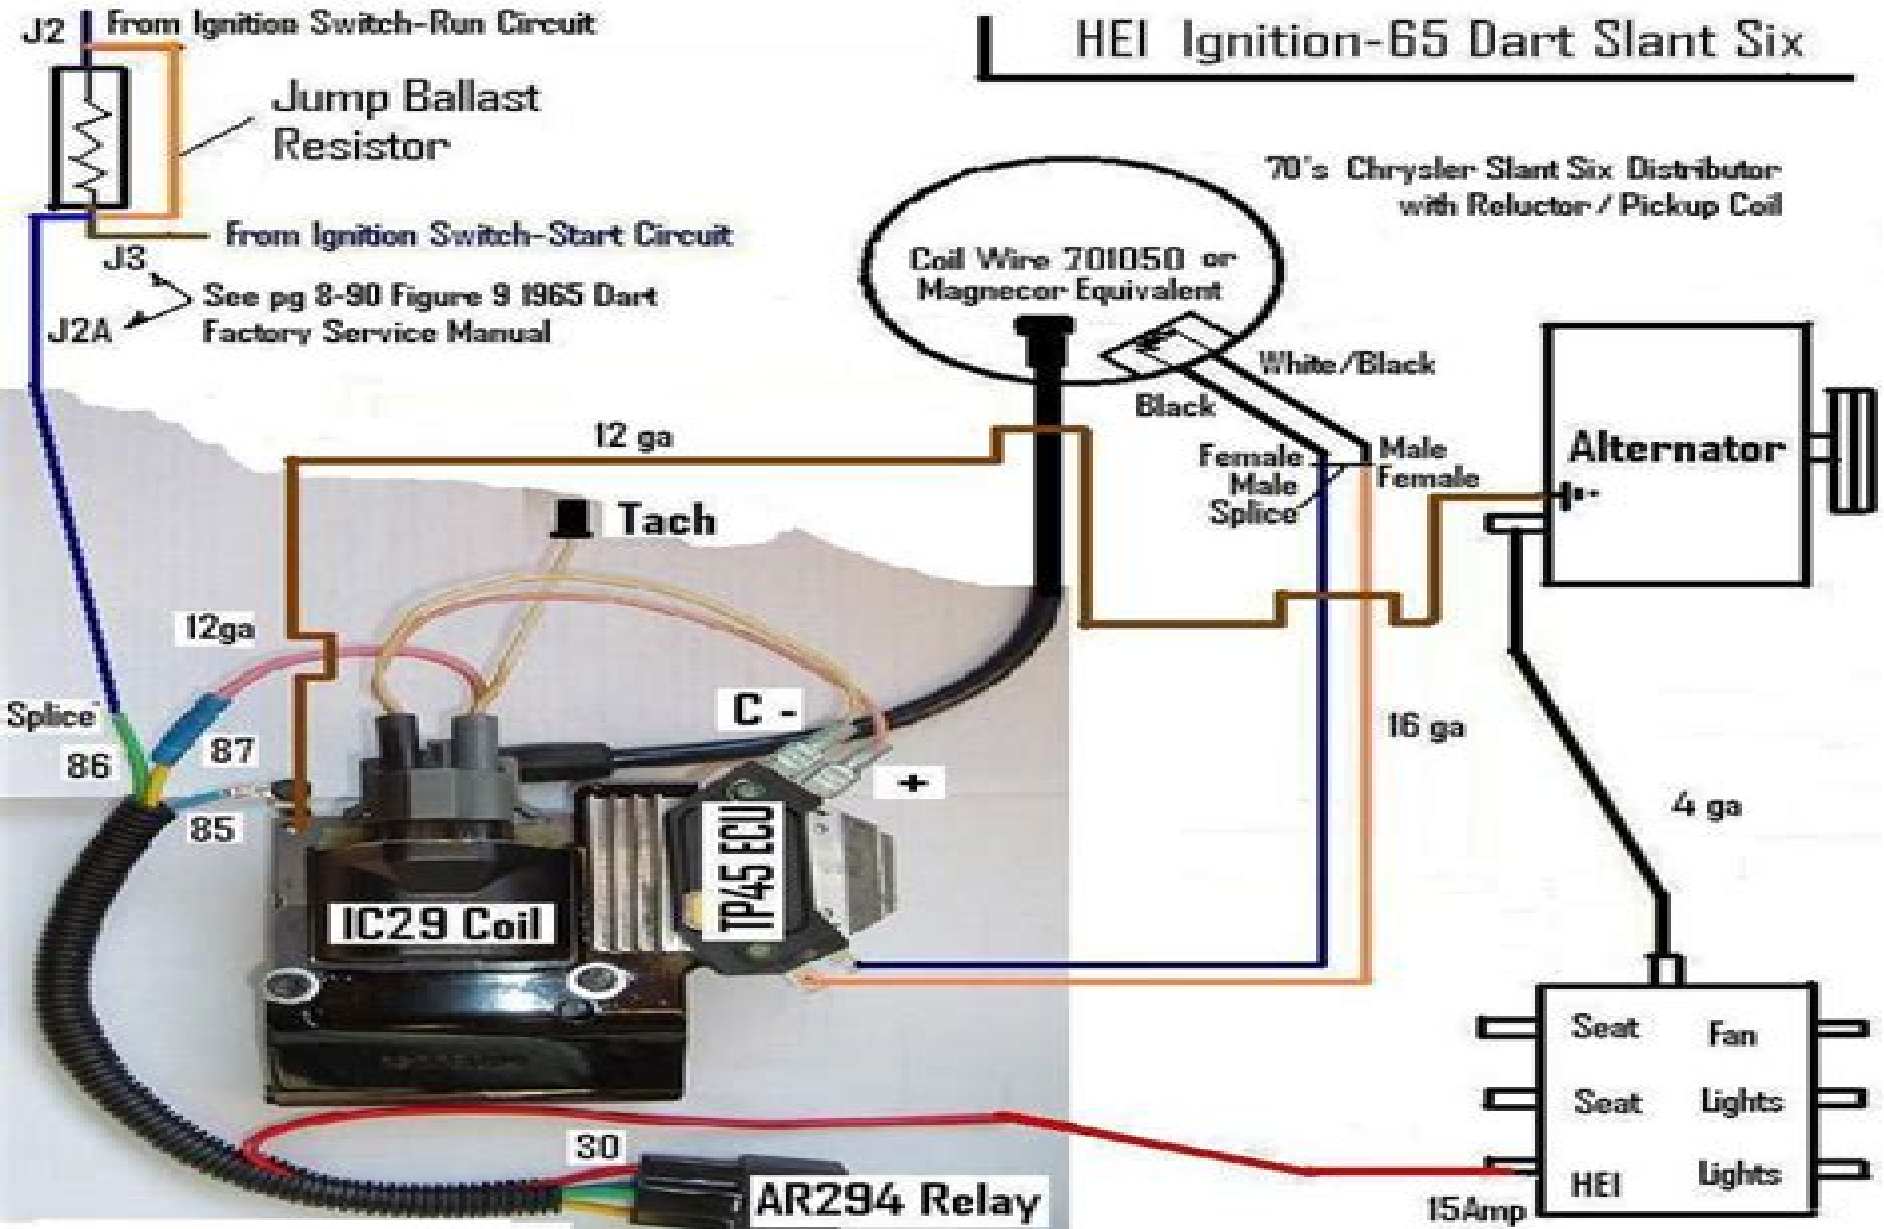 J2 From Ignition Switch-Run Circuit
HEI Ignition-65 Dart Slant Six
Jump Ballast
Resistor
70's Chrysler Slant Six Distributor
with Reluctor / Pickup Coil
From Ignition Switch-Start Circuit
J3
See pg 8-90 Figure 9 1965 Dart
J2A
Factory Service Manual
Coil Wire 701050 or
Magnecor Equivalent
White/Black
Black
12 ga
Female
Male
Splice
Male
Female
Alternator
Tach
12ga
Splice
86
87
85
C -
+
16 ga
4 ga
TP45 ECU
IC29 Coil
Seat Fan
Seat Lights
HEI Lights
15Amp
30
AR294 Relay